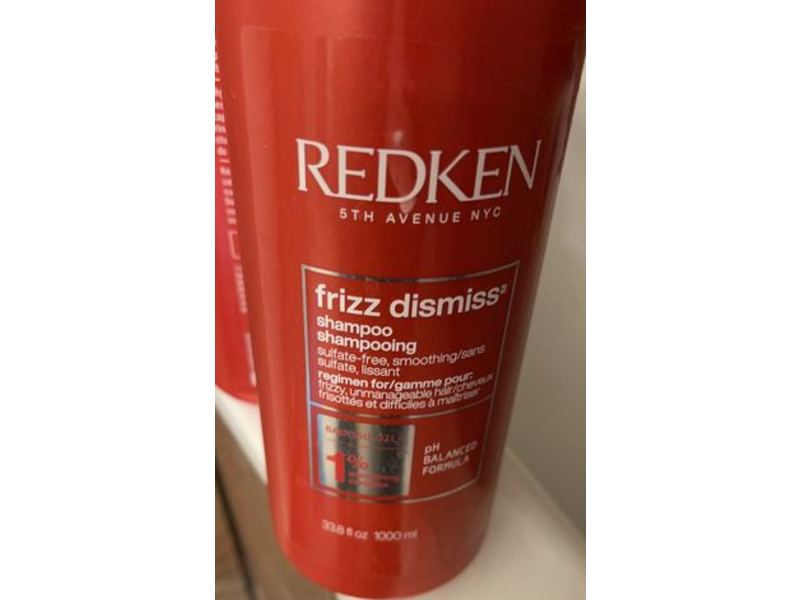 REDKEN
5TH AVENUE NYC
frizz dismiss
shampoo
shampooing
sulfate-free, smoothing/sans
sulfate, lissant
regimen for/gamme pour:
frizzy, unmanageable hair/cheveux
frisottés et difficiles à maîtriser
OIL
1%
pH
BALANCED
FORMULA
33.8 fl oz 1000 ml